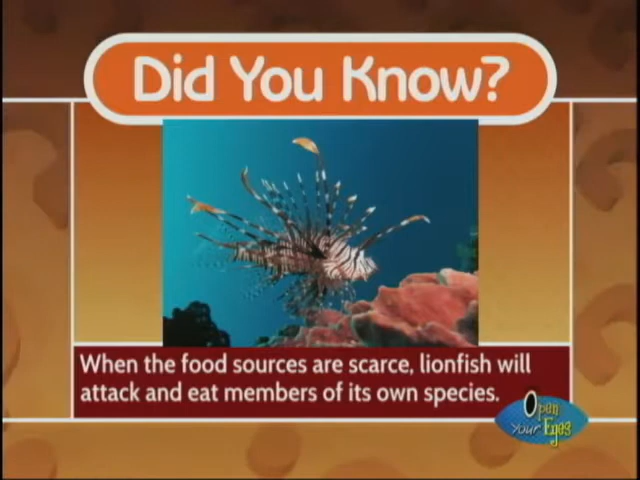 Did You Know?
When the food sources are scarce, lionfish will
attack and eat members of its own species.
Open
Your Eyes